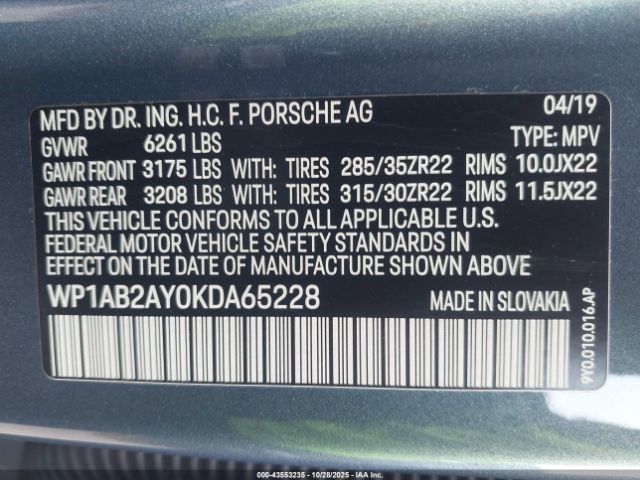 MFD BY DR. ING. H.C. F. PORSCHE AG 04/19
GVWR 6261 LBS TYPE: MPV
GAWR FRONT 3175 LBS WITH: TIRES 285/35ZR22 RIMS 10.0JX22
GAWR REAR 3208 LBS WITH: TIRES 315/30ZR22 RIMS 11.5JX22
THIS VEHICLE CONFORMS TO ALL APPLICABLE U.S.
FEDERAL MOTOR VEHICLE SAFETY STANDARDS IN
EFFECT ON THE DATE OF MANUFACTURE SHOWN ABOVE
WP1AB2AY0KDA65228 MADE IN SLOVAKIA
9Y0.010.016.AP
000-43553235 - 10/28/2025 - IAAI.COM